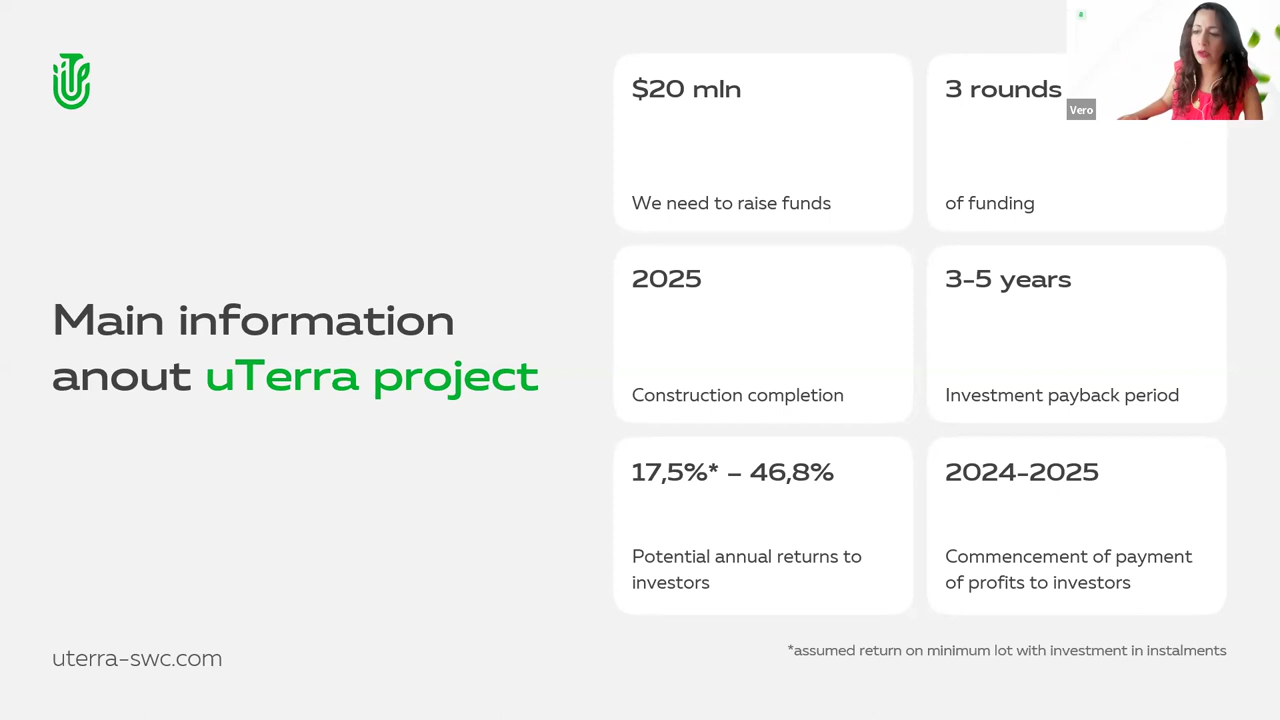 Main information
anout uTerra project
uterra-swc.com
$20 mln
We need to raise funds
3 rounds
of funding
2025
Construction completion
3-5 years
Investment payback period
17,5%* – 46,8%
Potential annual returns to
investors
2024-2025
Commencement of payment
of profits to investors
*assumed return on minimum lot with investment in instalments
Vero